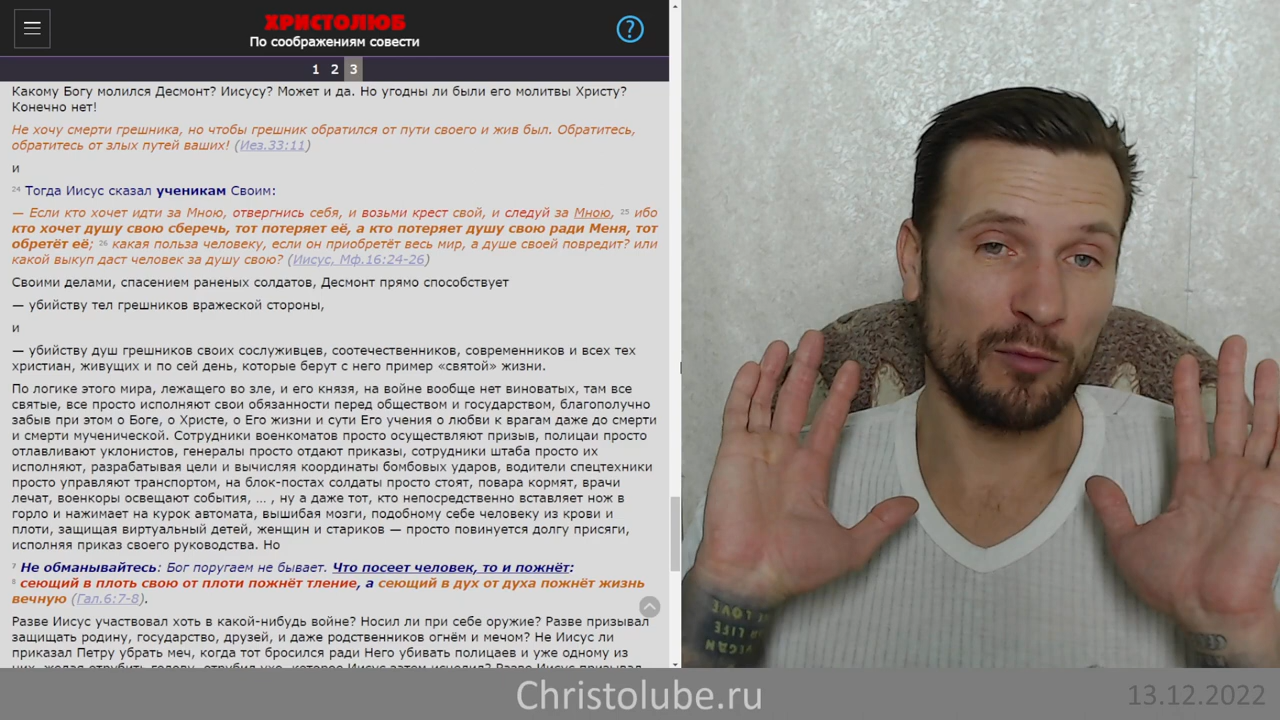 ХРИСТОЛЮБ
По соображениям совести
?
1 2 3
Какому Богу молился Десмонт? Иисусу? Может и да. Но угодны ли были его молитвы Христу?
Конечно нет!
Не хочу смерти грешника, но чтобы грешник обратился от пути своего и жив был. Обратитесь,
обратитесь от злых путей ваших! (Иез.33:11)
и
24 Тогда Иисус сказал ученикам Своим:
— Если кто хочет идти за Мною, отвергнись себя, и возьми крест свой, и следуй за Мною, 25 ибо
кто хочет душу свою сберечь, тот потеряет её, а кто потеряет душу свою ради Меня, тот
обретёт её; 26 какая польза человеку, если он приобретёт весь мир, а душе своей повредит? или
какой выкуп даст человек за душу свою? (Иисус, Мф.16:24-26)
Своими делами, спасением раненых солдатов, Десмонт прямо способствует
— убийству тел грешников вражеской стороны,
и
— убийству душ грешников своих сослуживцев, соотечественников, современников и всех тех
христиан, живущих и по сей день, которые берут с него пример «святой» жизни.
По логике этого мира, лежащего во зле, и его князя, на войне вообще нет виноватых, там все
святые, все просто исполняют свои обязанности перед обществом и государством, благополучно
забыв при этом о Боге, о Христе, о Его жизни и сути Его учения о любви к врагам даже до смерти
и смерти мученической. Сотрудники военкоматов просто осуществляют призыв, полицаи просто
отлавливают уклонистов, генералы просто отдают приказы, сотрудники штаба просто их
исполняют, разрабатывая цели и вычисляя координаты бомбовых ударов, водители спецтехники
просто управляют транспортом, на блок-постах солдаты просто стоят, повара кормят, врачи
лечат, военкоры освещают события, ... , ну а даже тот, кто непосредственно вставляет нож в
горло и нажимает на курок автомата, вышибая мозги, подобному себе человеку из крови и
плоти, защищая виртуальный детей, женщин и стариков — просто повинуется долгу присяги,
исполняя приказ своего руководства. Но
7 Не обманывайтесь: Бог поругаем не бывает. Что посеет человек, то и пожнёт:
8 сеющий в плоть свою от плоти пожнёт тление, а сеющий в дух от духа пожнёт жизнь
вечную (Гал.6:7-8).
Разве Иисус участвовал хоть в какой-нибудь войне? Носил ли при себе оружие? Разве призывал
защищать родину, государство, друзей, и даже родственников огнём и мечом? Не Иисус ли
приказал Петру убрать меч, когда тот бросился ради Него убивать полицаев и уже одному из
них, желая отрубить голову, отрубил ухо, которое Иисус затем исцелил? Разве Иисус призывал
LOVE
LIFE
VEGAN
Christolube.ru
13.12.2022